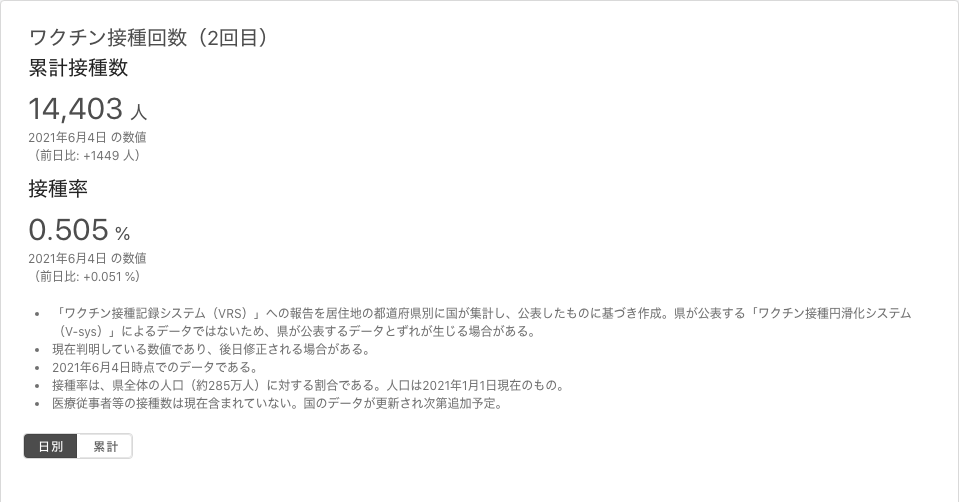 ワクチン接種回数（2回目）
累計接種数
14,403 人
2021年6月4日 の数値
（前日比: +1449 人）
接種率
0.505 %
2021年6月4日 の数値
（前日比: +0.051 %）
• 「ワクチン接種記録システム（VRS）」への報告を居住地の都道府県別に国が集計し、公表したものに基づき作成。県が公表する「ワクチン接種円滑化システム
（V-sys）」によるデータではないため、県が公表するデータとずれが生じる場合がある。
• 現在判明している数値であり、後日修正される場合がある。
• 2021年6月4日時点でのデータである。
• 接種率は、県全体の人口（約285万人）に対する割合である。人口は2021年1月1日現在のもの。
• 医療従事者等の接種数は現在含まれていない。国のデータが更新され次第追加予定。
日別 累計